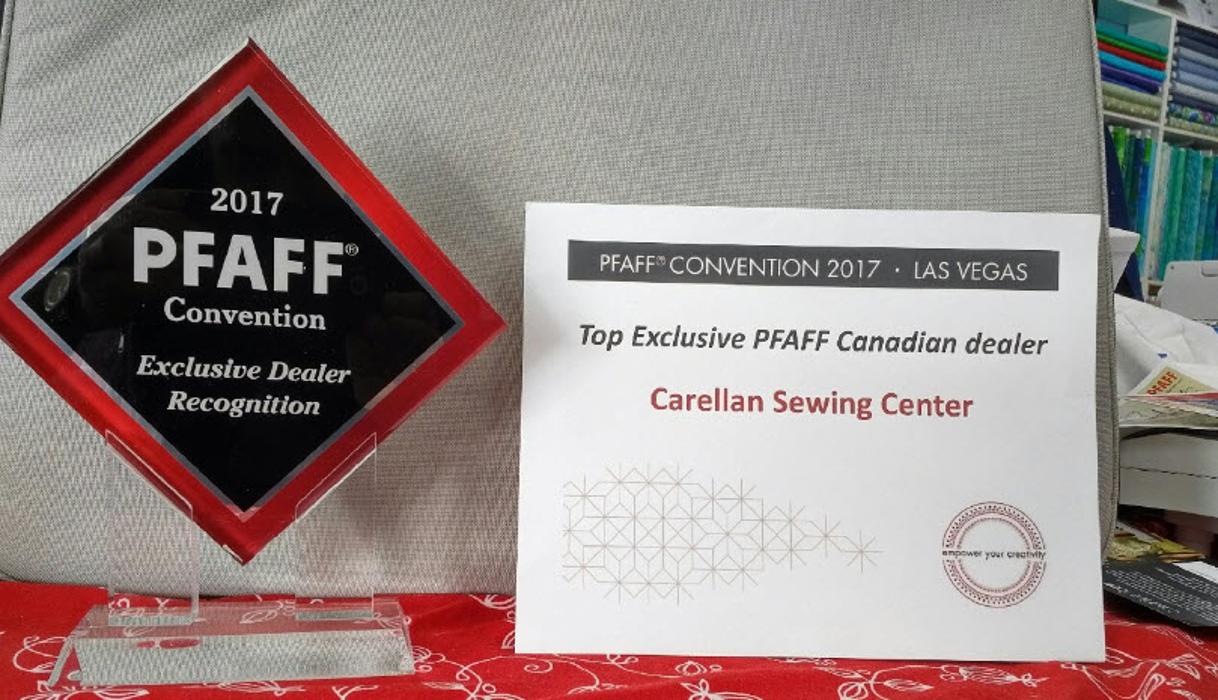 2017
PFAFF®
Convention
Exclusive Dealer
Recognition
PFAFF® CONVENTION 2017 · LAS VEGAS
Top Exclusive PFAFF Canadian dealer
Carellan Sewing Center
empower your creativity
PFAFF